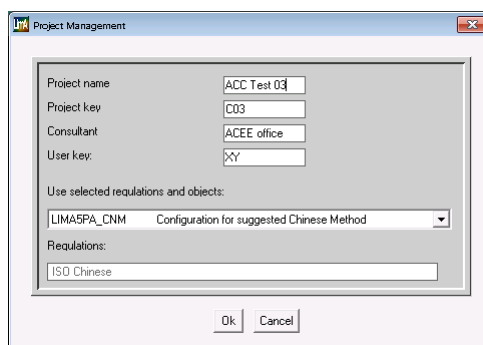 LimA Project Management
Project name ACC Test 03
Project key C03
Consultant ACEE office
User key: XY
Use selected regulations and objects:
LIMA5PA_CNM Configuration for suggested Chinese Method
Regulations:
ISO Chinese
Ok Cancel